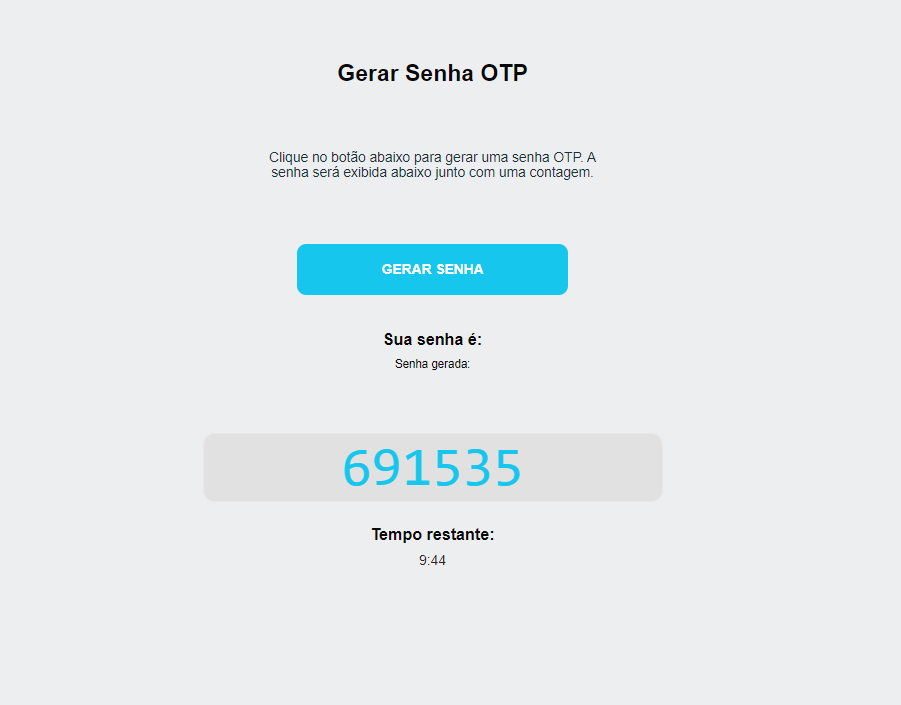 Gerar Senha OTP
Clique no botão abaixo para gerar uma senha OTP. A
senha será exibida abaixo junto com uma contagem.
GERAR SENHA
Sua senha é:
Senha gerada:
691535
Tempo restante:
9:44